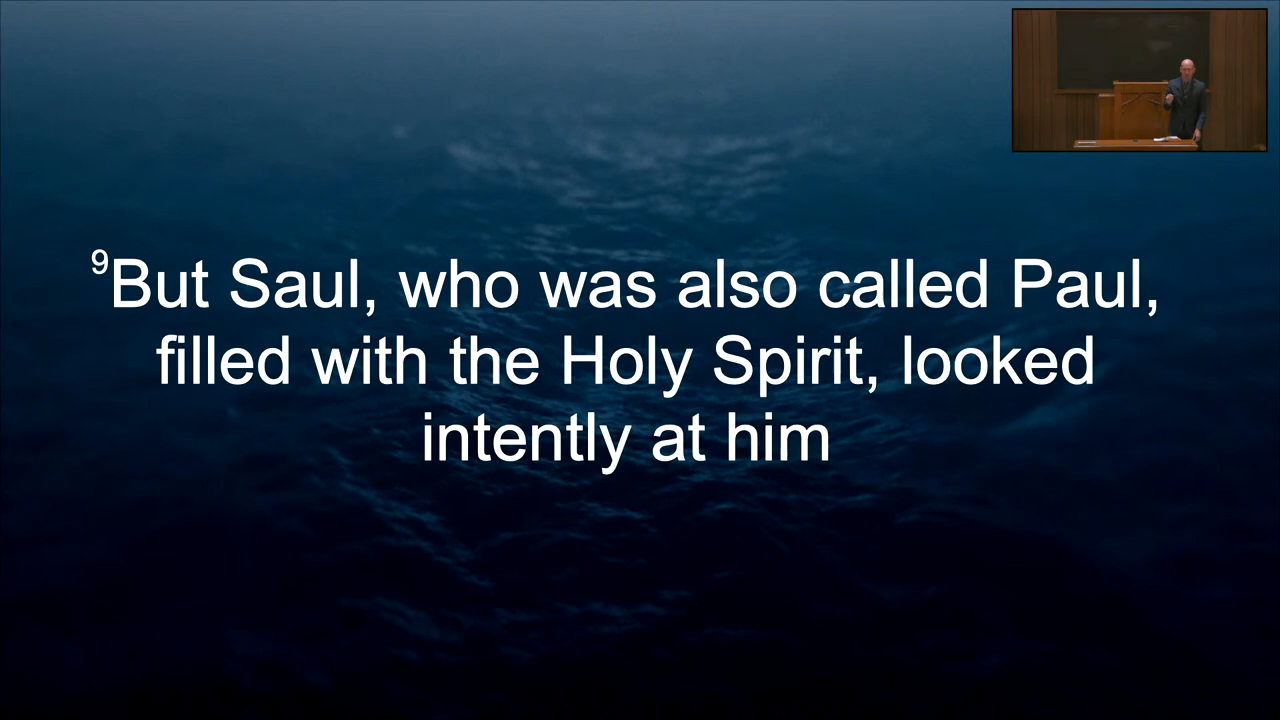 ⁹But Saul, who was also called Paul,
filled with the Holy Spirit, looked
intently at him